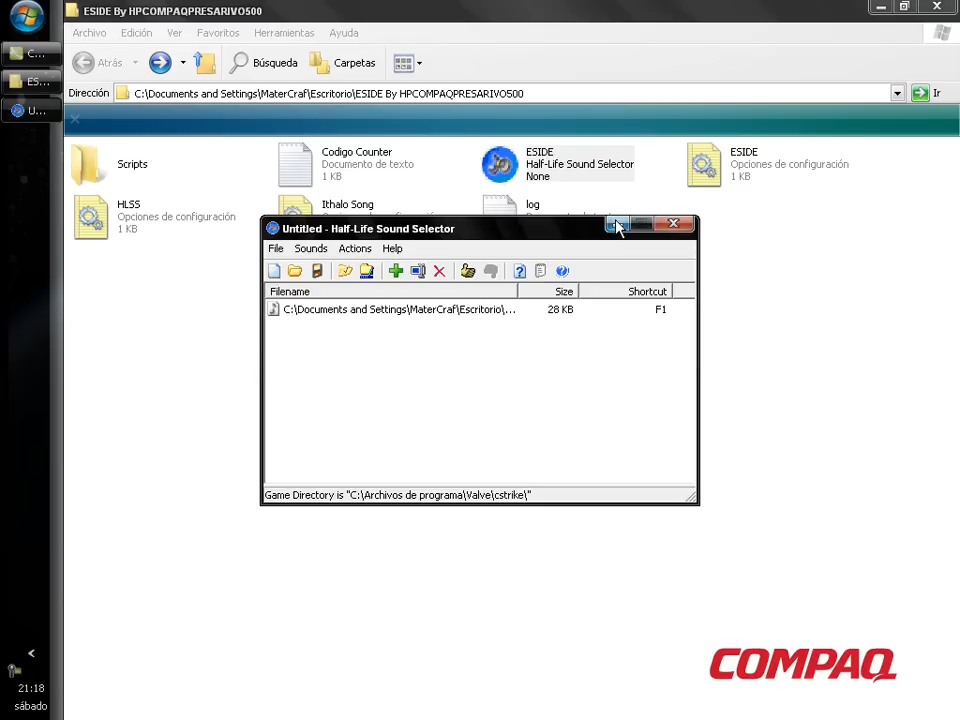 ESIDE By HPCOMPAQPRESARIVO500
Archivo Edición Ver Favoritos Herramientas Ayuda
Atrás Búsqueda Carpetas
Dirección C:\Documents and Settings\MaterCraf\Escritorio\ESIDE By HPCOMPAQPRESARIVO500 Ir
C...
ES...
U...
Scripts
Codigo Counter
Documento de texto
1 KB
ESIDE
Half-Life Sound Selector
None
ESIDE
Opciones de configuración
1 KB
HLSS
Opciones de configuración
1 KB
Ithalo Song
log
Untitled - Half-Life Sound Selector
File Sounds Actions Help
Filename Size Shortcut
C:\Documents and Settings\MaterCraf\Escritorio\... 28 KB F1
Game Directory is "C:\Archivos de programa\Valve\cstrike\"
COMPAQ
21:18
sábado